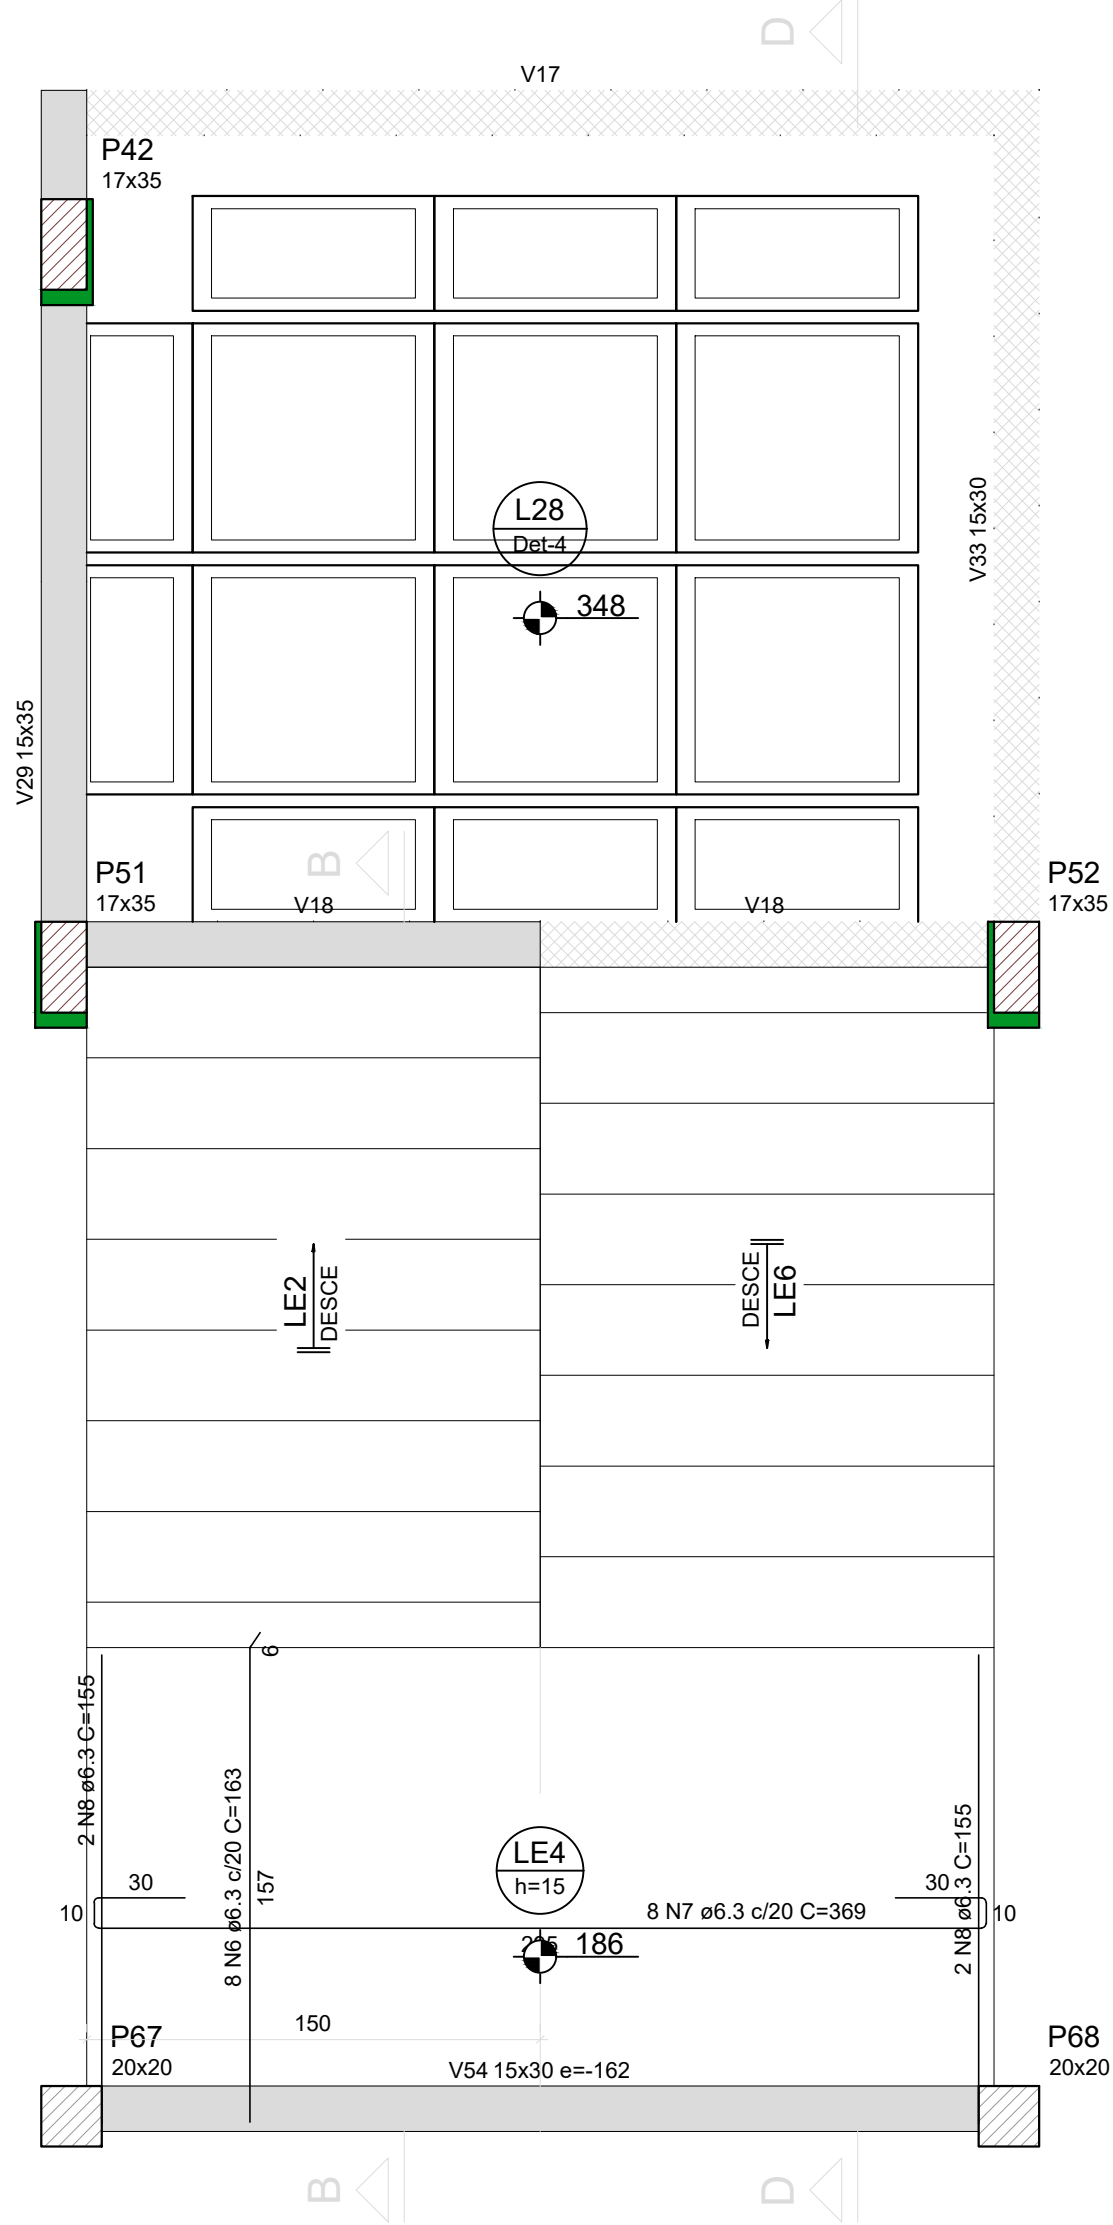 D
V17
P42
17x35
L28
Det-4
348
V33 15x30
V29 15x35
B
P51
17x35
V18
V18
P52
17x35
LE2
DESCE
DESCE
LE6
6
2 N8 ø6.3 C=155
8 N6 ø6.3 c/20 C=163
157
LE4
h=15
2 N8 ø6.3 C=155
30
30
10
8 N7 ø6.3 c/20 C=369
10
186
150
P67
20x20
P68
20x20
V54 15x30 e=-162
B
D